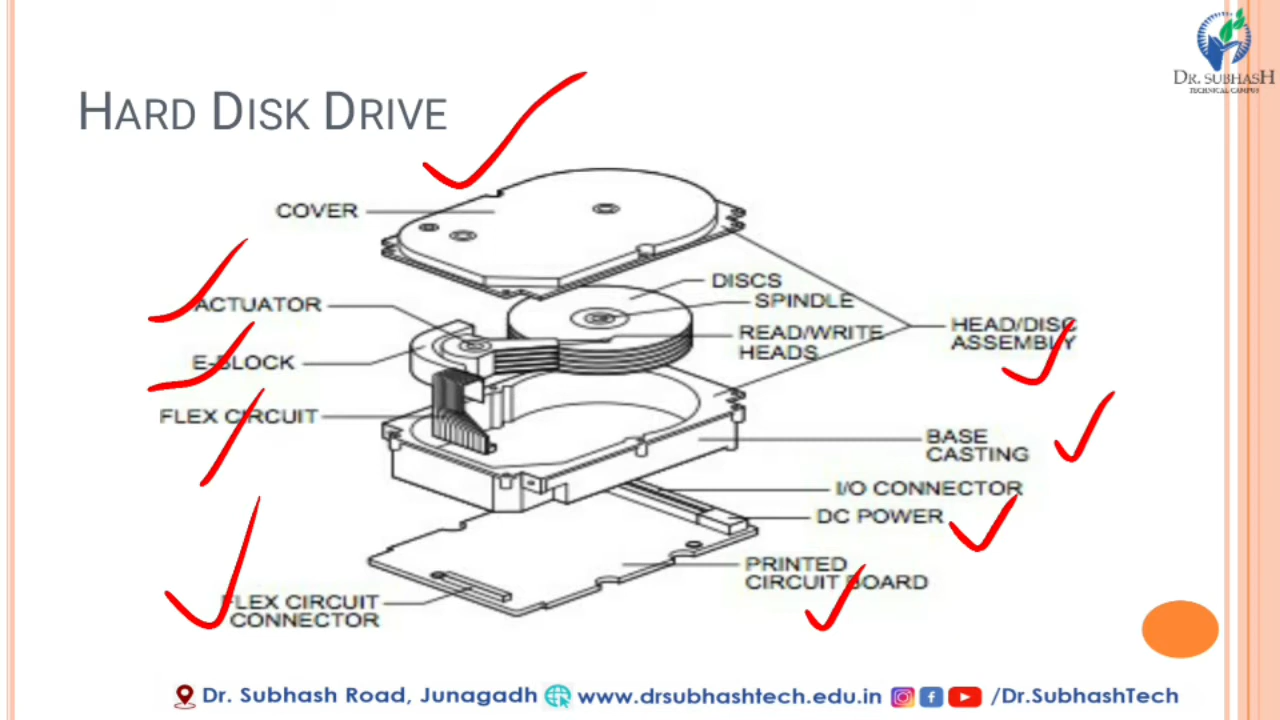 DR. SUBHASH
TECHNICAL CAMPUS
HARD DISK DRIVE
COVER
ACTUATOR
E-BLOCK
FLEX CIRCUIT
FLEX CIRCUIT
CONNECTOR
DISCS
SPINDLE
READ/WRITE
HEADS
HEAD/DISC
ASSEMBLY
BASE
CASTING
I/O CONNECTOR
DC POWER
PRINTED
CIRCUIT BOARD
Dr. Subhash Road, Junagadh www.drsubhashtech.edu.in /Dr.SubhashTech